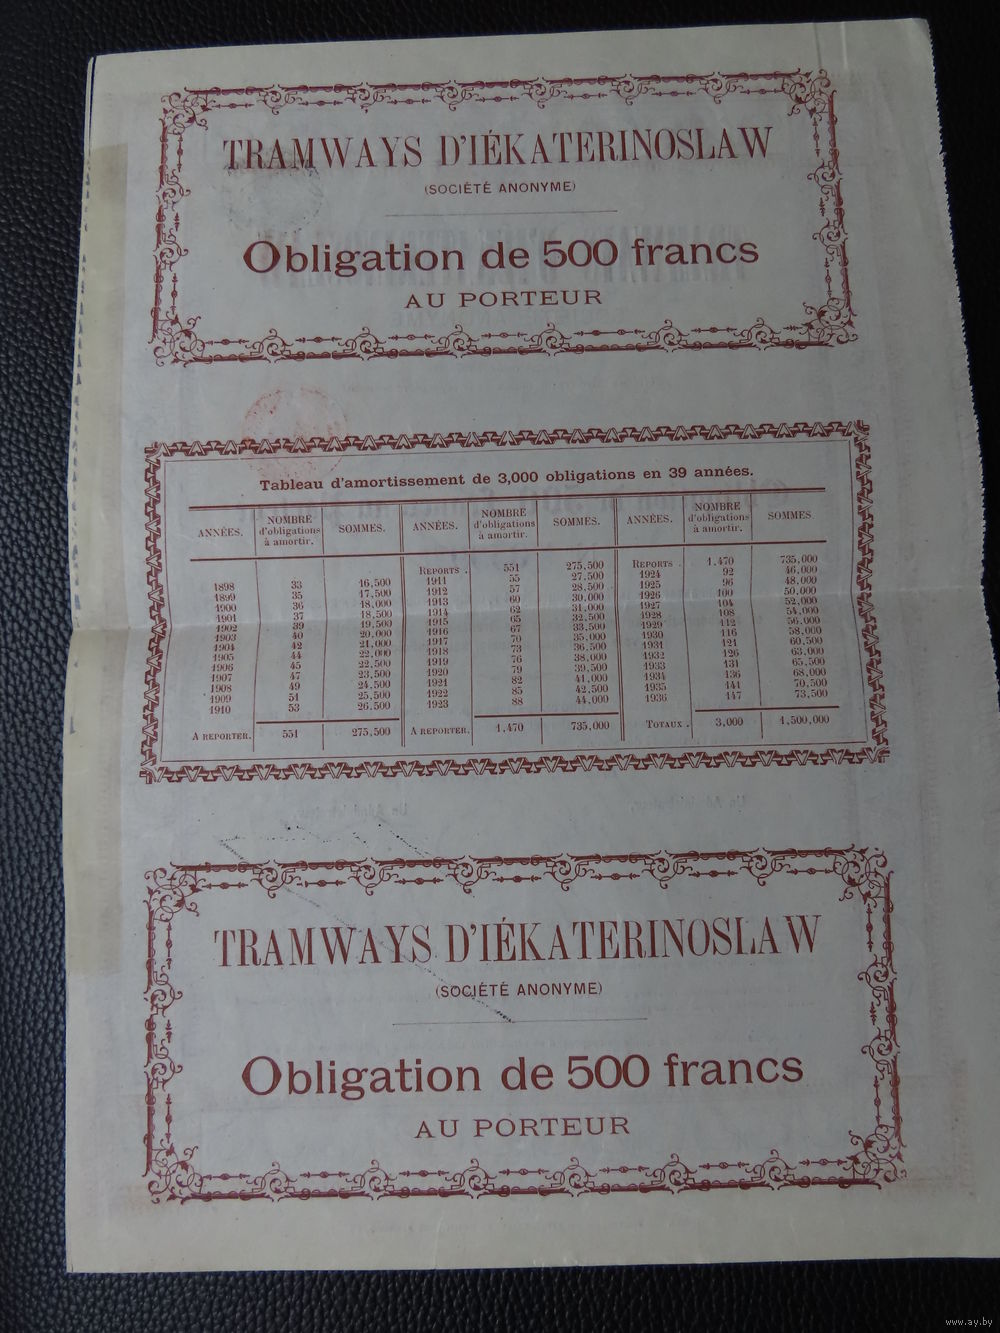 TRAMWAYS D'IÉKATERINOSLAW
(SOCIÉTÉ ANONYME)
Obligation de 500 francs
AU PORTEUR
Tableau d'amortissement de 3,000 obligations en 39 années.
ANNÉES. NOMBRE d'obligations à amortir. SOMMES. ANNÉES. NOMBRE d'obligations à amortir. SOMMES. ANNÉES. NOMBRE d'obligations à amortir. SOMMES
REPORTS . 551 275,500 REPORTS . 1,470 735,000
1898 33 16,500 1911 55 27,500 1924 92 46,000
1899 35 17,500 1912 57 28,500 1925 96 48,000
1900 36 18,000 1913 60 30,000 1926 100 50,000
1901 37 18,500 1914 62 31,000 1927 104 52,000
1902 39 19,500 1915 65 32,500 1928 108 54,000
1903 40 20,000 1916 67 33,500 1929 112 56,000
1904 42 21,000 1917 70 35,000 1930 116 58,000
1905 44 22,000 1918 73 36,500 1931 121 60,500
1906 45 22,500 1919 76 38,000 1932 126 63,000
1907 47 23,500 1920 79 39,500 1933 131 65,500
1908 49 24,500 1921 82 41,000 1934 136 68,000
1909 51 25,500 1922 85 42,500 1935 141 70,500
1910 53 26,500 1923 88 44,000 1936 147 73,500
A REPORTER. 551 275,500 A REPORTER. 1,470 735,000 TOTAUX . 3,000 1,500,000
TRAMWAYS D'IÉKATERINOSLAW
(SOCIÉTÉ ANONYME)
Obligation de 500 francs
AU PORTEUR
www.ay.by